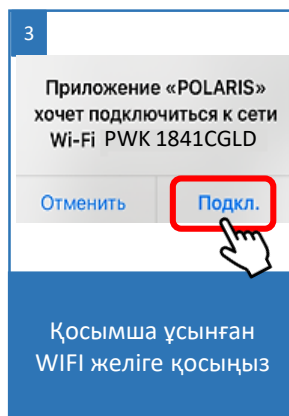 3
Приложение «POLARIS»
хочет подключиться к сети
Wi-Fi PWK 1841CGLD
Отменить
Подкл.
Қосымша ұсынған
WIFI желіге қосыңыз